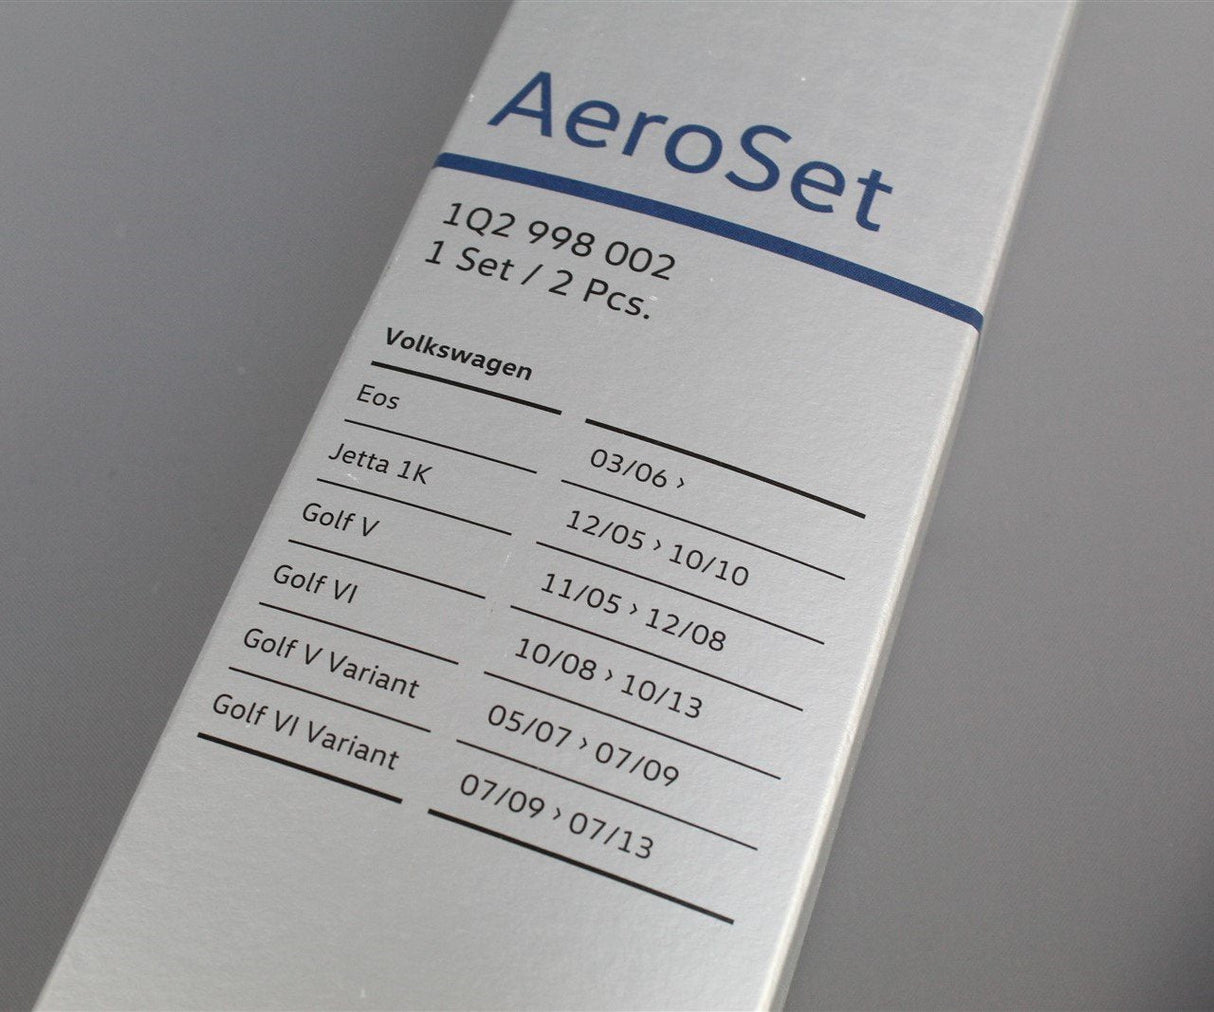 AeroSet
1Q2 998 002
1 Set / 2 Pcs.
Volkswagen
Eos 03/06 ›
Jetta 1K 12/05 › 10/10
Golf V 11/05 › 12/08
Golf VI 10/08 › 10/13
Golf V Variant 05/07 › 07/09
Golf VI Variant 07/09 › 07/13